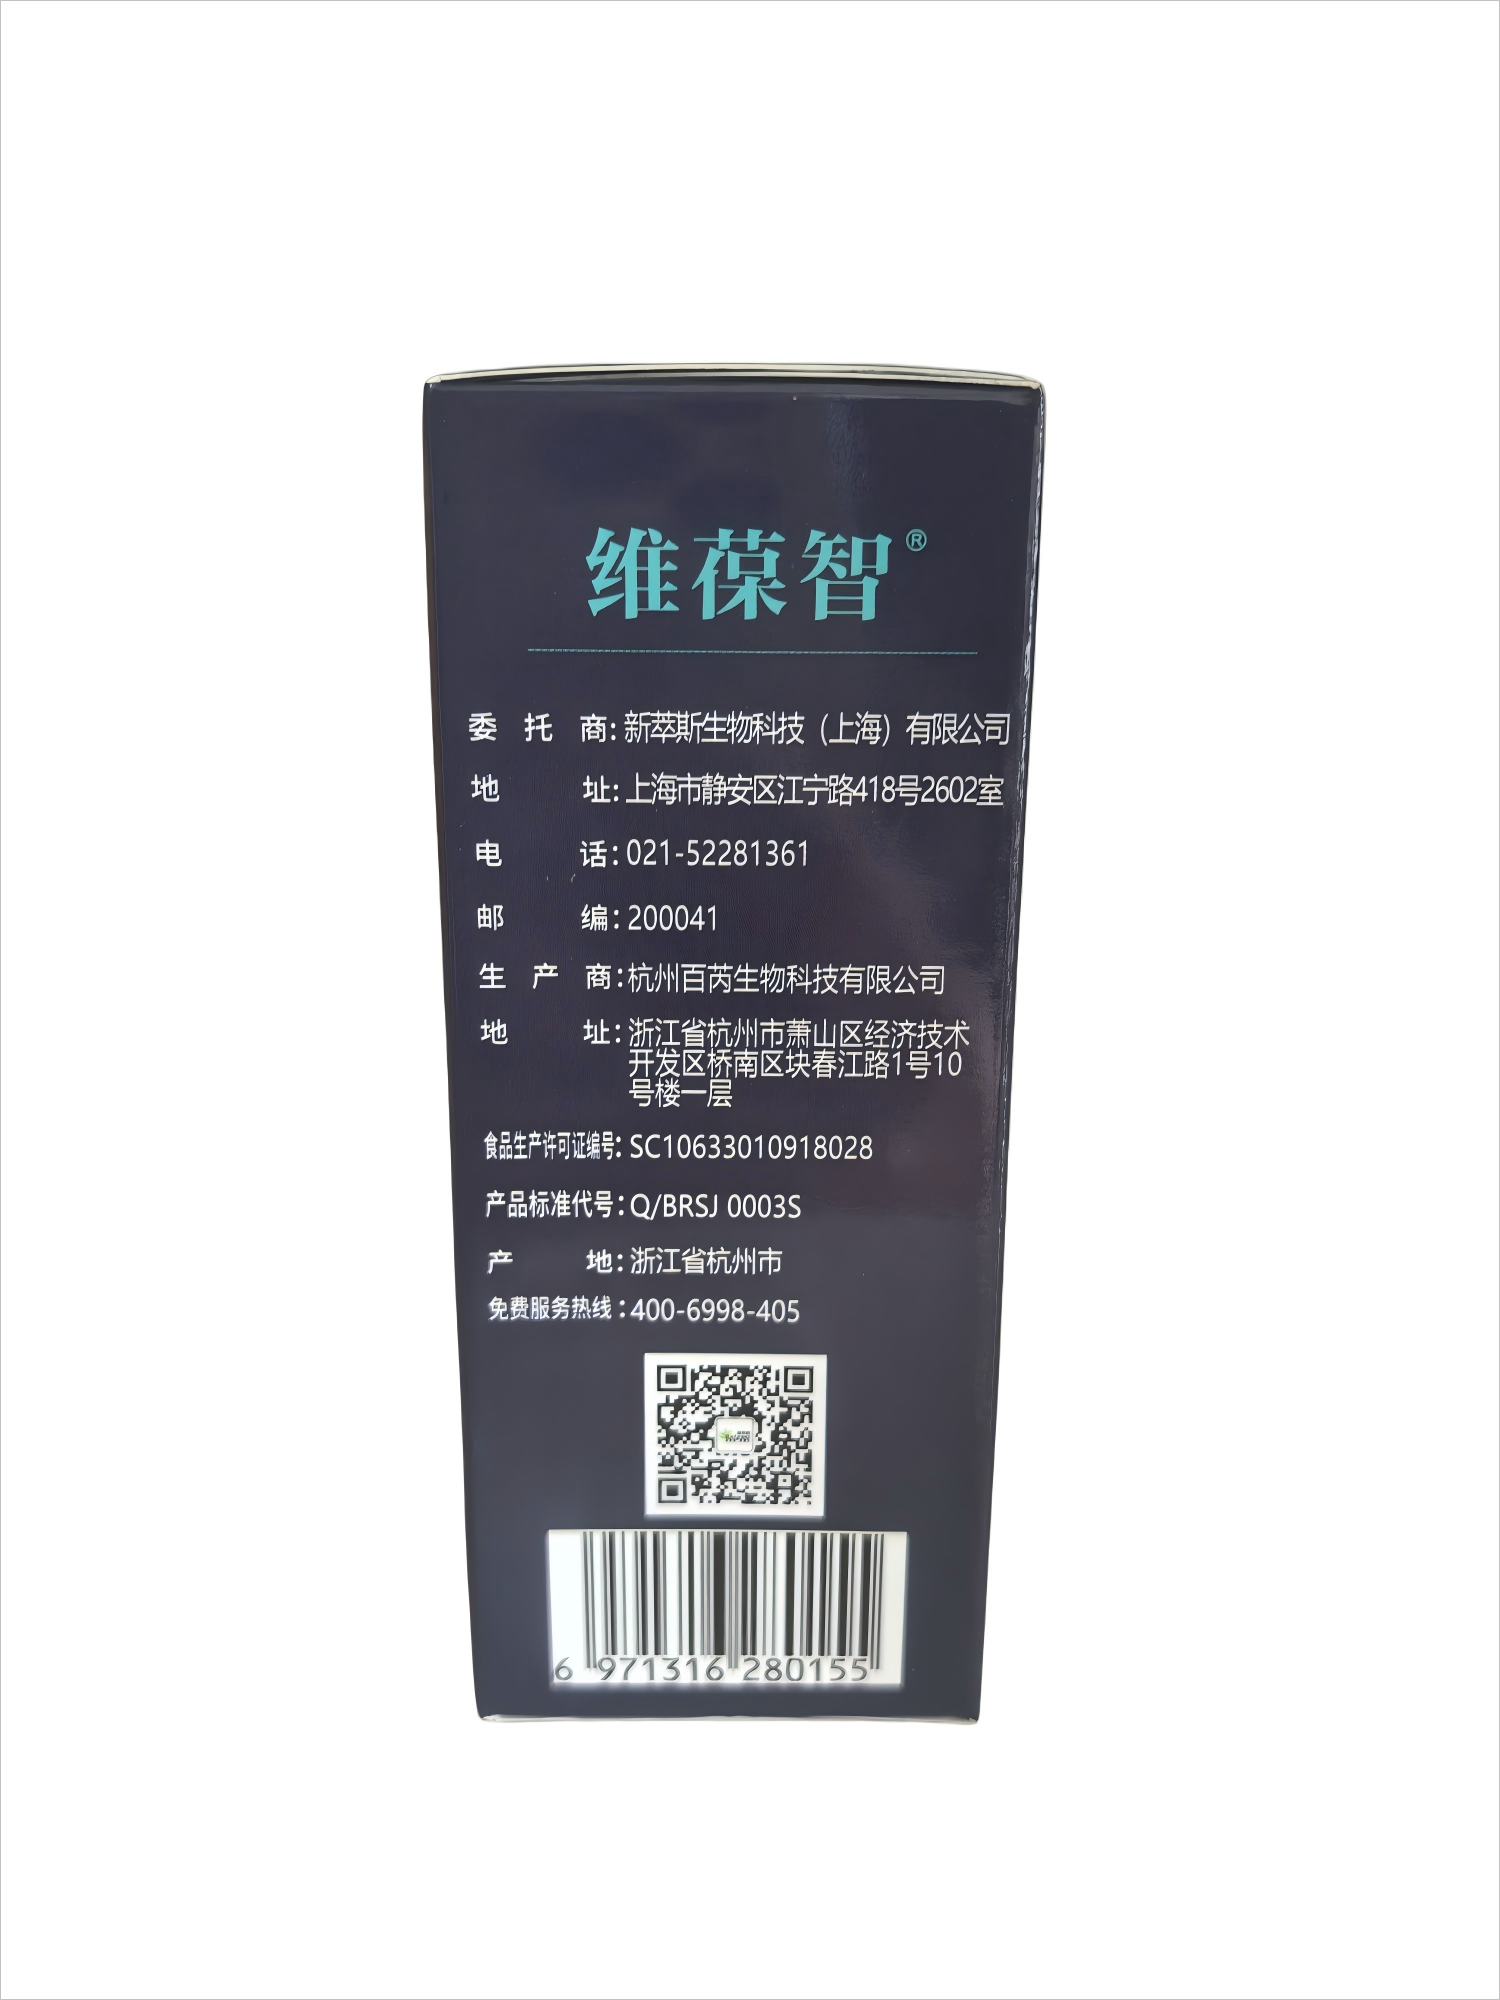 维葆智®
委托商:新萃斯生物科技（上海）有限公司
地址:上海市静安区江宁路418号2602室
电话:021-52281361
邮编:200041
生产商:杭州百芮生物科技有限公司
地址:浙江省杭州市萧山区经济技术
开发区桥南区块春江路1号10
号楼一层
食品生产许可证编号:SC10633010918028
产品标准代号:Q/BRSJ 0003S
产地:浙江省杭州市
免费服务热线:400-6998-405
6 971316 280155